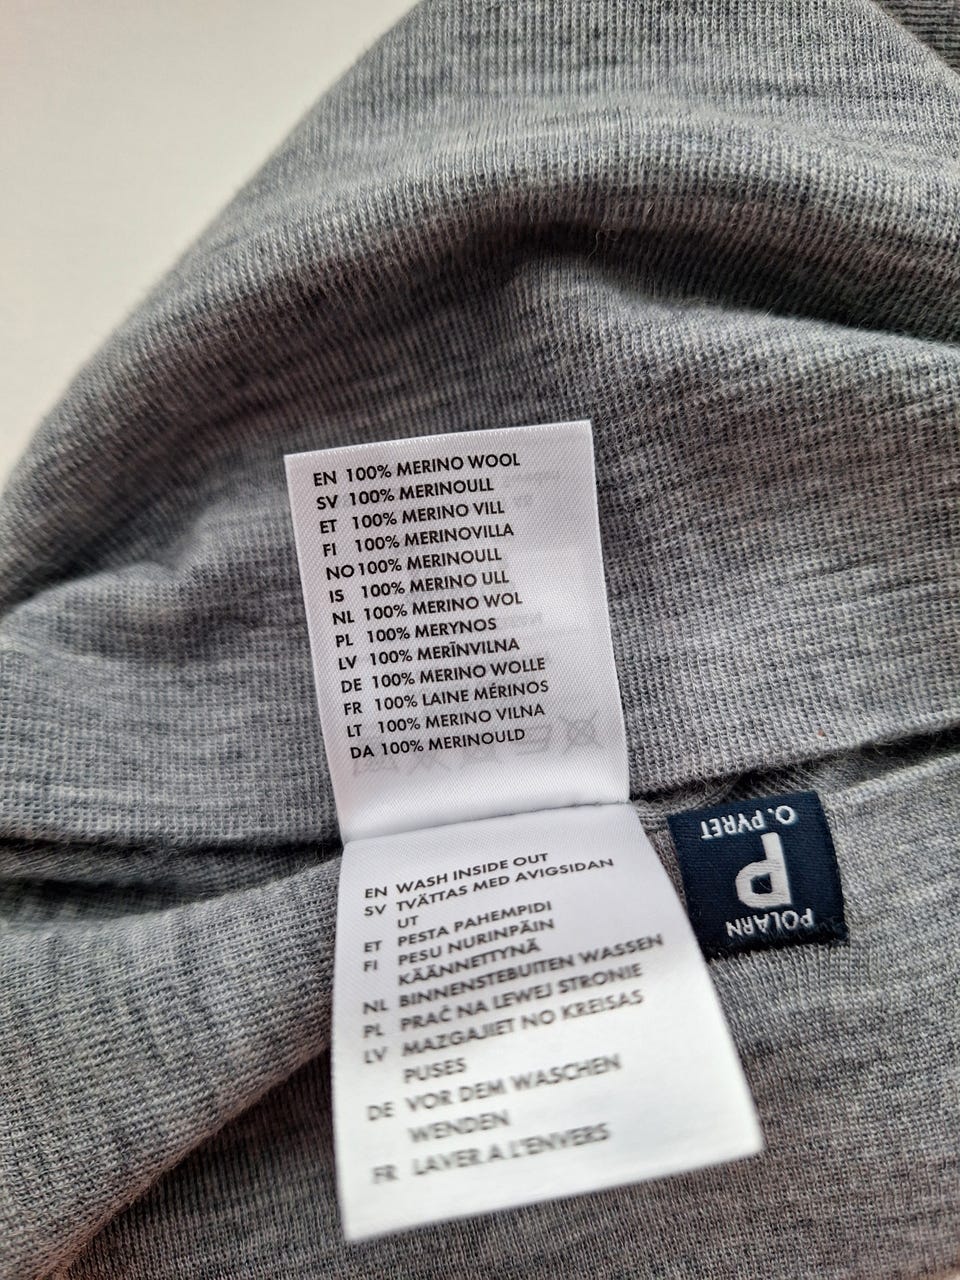 EN 100% MERINO WOOL
SV 100% MERINOULL
ET 100% MERINO VILL
FI 100% MERINOVILLA
NO 100% MERINOULL
IS 100% MERINO ULL
NL 100% MERINO WOL
PL 100% MERYNOS
LV 100% MERĪNVILNA
DE 100% MERINO WOLLE
FR 100% LAINE MÉRINOS
LT 100% MERINO VILNA
DA 100% MERINOULD
EN WASH INSIDE OUT
SV TVÄTTAS MED AVIGSIDAN
UT
ET PESTA PAHEMPIDI
FI PESU NURINPÄIN
KÄÄNNETTYNÄ
NL BINNENSTEBUITEN WASSEN
PL PRAĆ NA LEWEJ STRONIE
LV MAZGAJIET NO KREISAS
PUSES
DE VOR DEM WASCHEN
WENDEN
FR LAVER A L'ENVERS
POLARN
P
O. PYRET